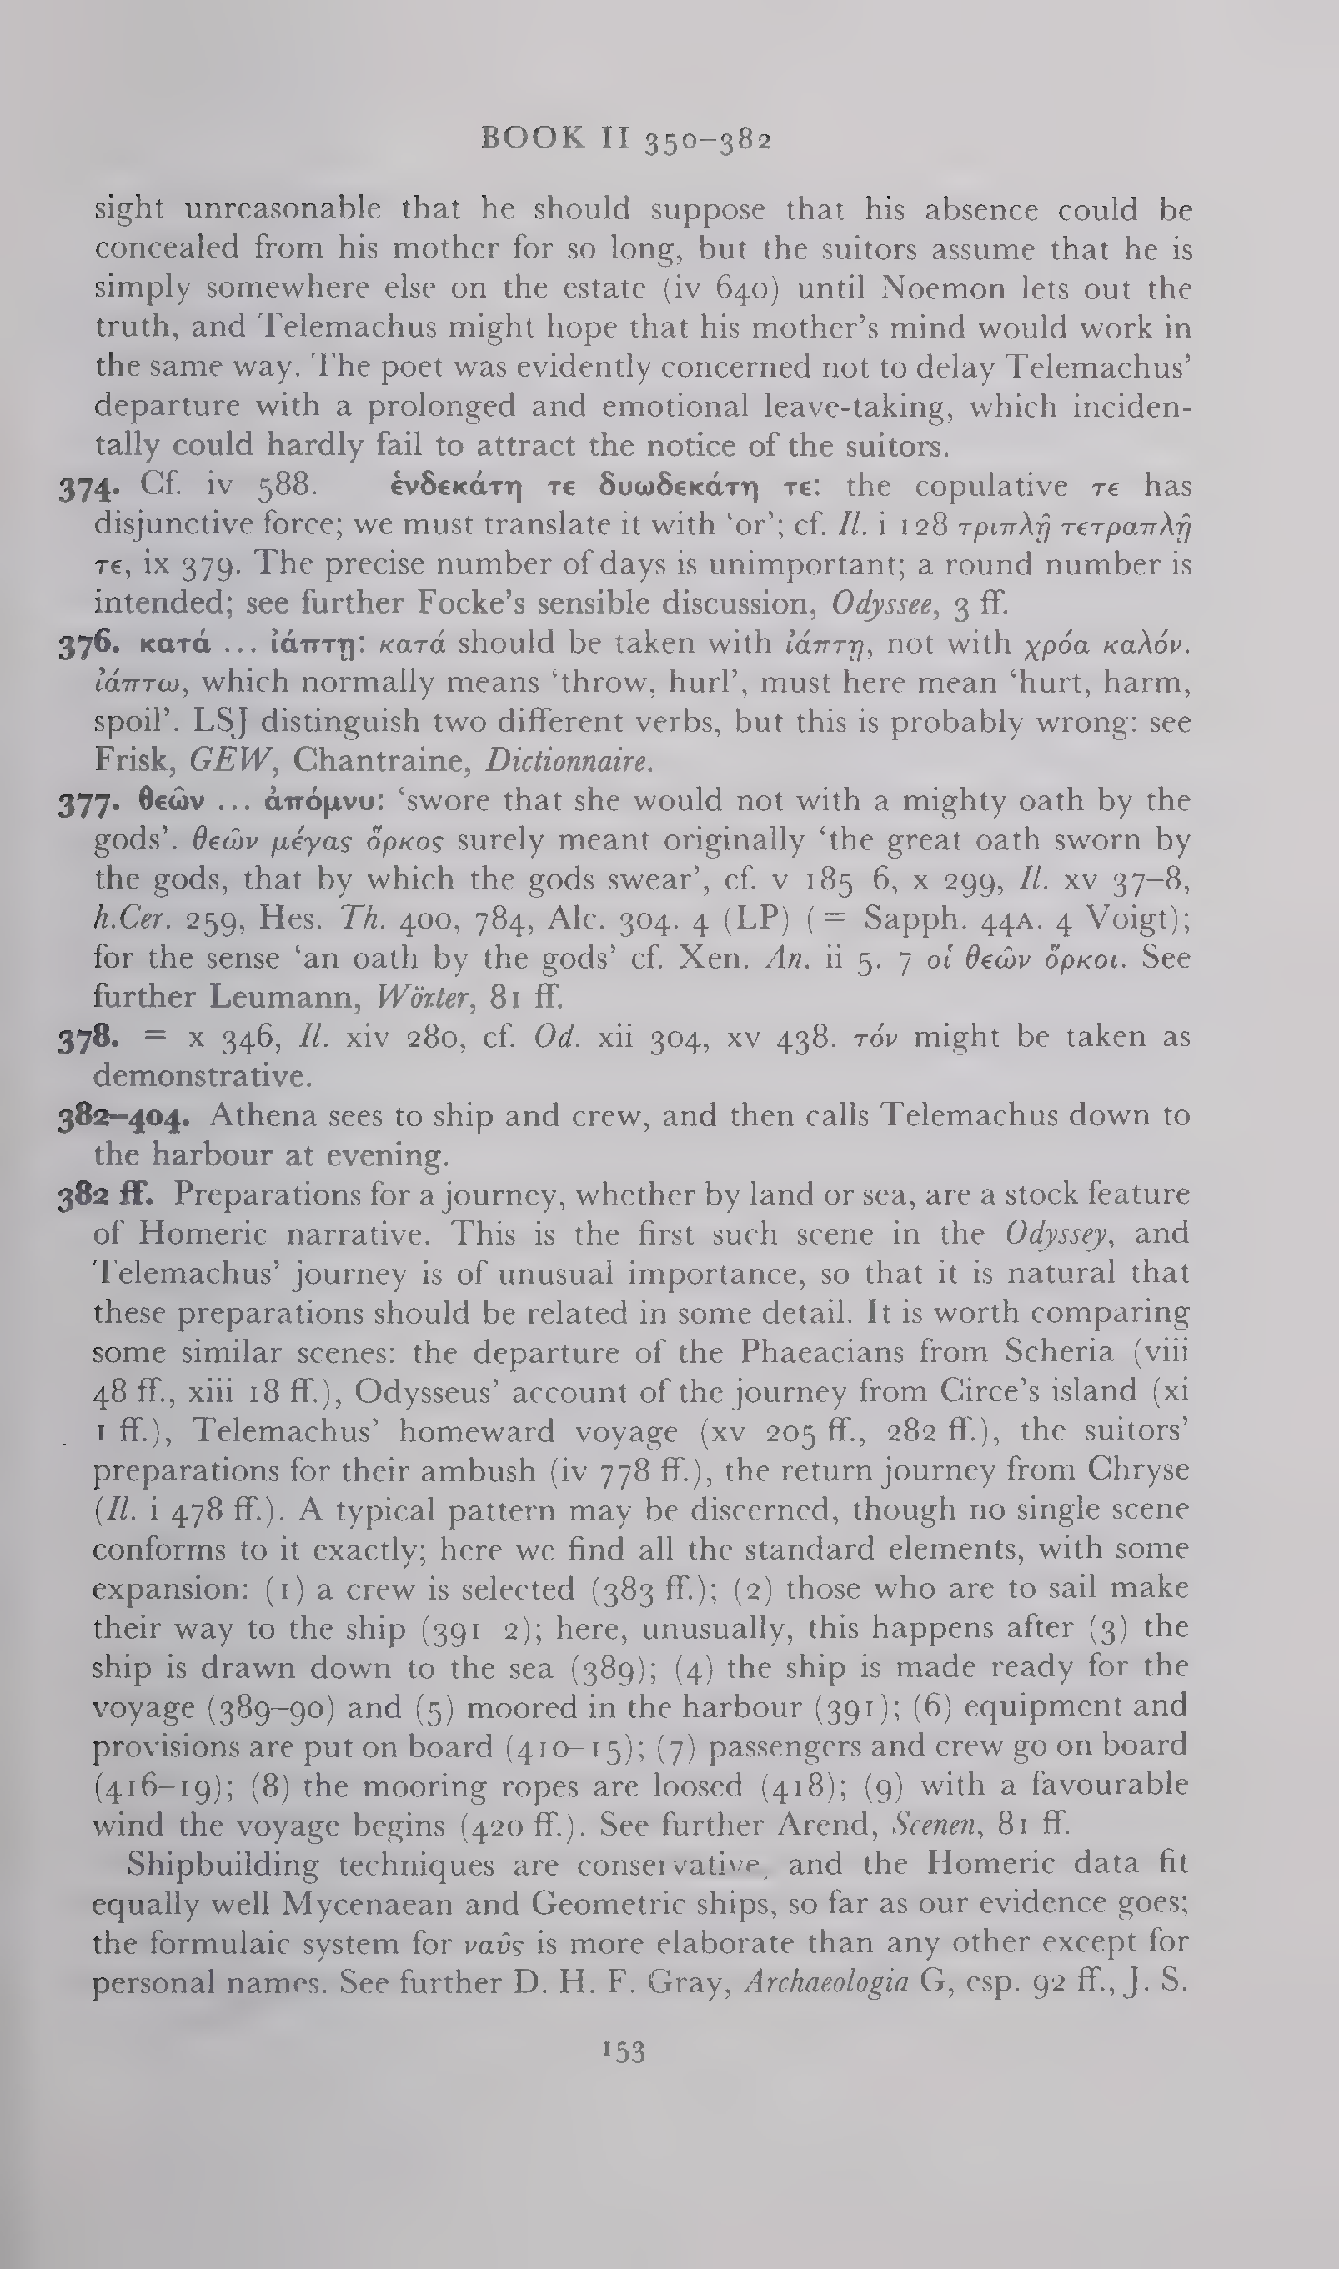 BOOK II 350–382
sight unreasonable that he should suppose that his absence could be
concealed from his mother for so long, but the suitors assume that he is
simply somewhere else on the estate (iv 640) until Noemon lets out the
truth, and Telemachus might hope that his mother’s mind would work in
the same way. The poet was evidently concerned not to delay Telemachus’
departure with a prolonged and emotional leave-taking, which inciden-
tally could hardly fail to attract the notice of the suitors.
374. Cf. iv 588. ἑνδεκάτη τε δυωδεκάτη τε: the copulative τε has
disjunctive force; we must translate it with ‘or’; cf. Il. i 128 τριπλῇ τετραπλῇ
τε, ix 379. The precise number of days is unimportant; a round number is
intended; see further Focke’s sensible discussion, Odyssee, 3 ff.
376. κατά ... ἰάπτῃ: κατά should be taken with ἰάπτῃ, not with χρόα καλόν.
ἰάπτω, which normally means ‘throw, hurl’, must here mean ‘hurt, harm,
spoil’. LSJ distinguish two different verbs, but this is probably wrong: see
Frisk, GEW, Chantraine, Dictionnaire.
377. θεῶν ... ἀπόμνυ: ‘swore that she would not with a mighty oath by the
gods’. θεῶν μέγας ὅρκος surely meant originally ‘the great oath sworn by
the gods, that by which the gods swear’, cf. v 185 6, x 299, Il. xv 37–8,
h.Cer. 259, Hes. Th. 400, 784, Alc. 304. 4 (LP) (= Sapph. 44A. 4 Voigt);
for the sense ‘an oath by the gods’ cf. Xen. An. ii 5. 7 οἱ θεῶν ὅρκοι. See
further Leumann, Wörter, 81 ff.
378. = x 346, Il. xiv 280, cf. Od. xii 304, xv 438. τόν might be taken as
demonstrative.
382–404. Athena sees to ship and crew, and then calls Telemachus down to
the harbour at evening.
382 ff. Preparations for a journey, whether by land or sea, are a stock feature
of Homeric narrative. This is the first such scene in the Odyssey, and
Telemachus’ journey is of unusual importance, so that it is natural that
these preparations should be related in some detail. It is worth comparing
some similar scenes: the departure of the Phaeacians from Scheria (viii
48 ff., xiii 18 ff.), Odysseus’ account of the journey from Circe’s island (xi
1 ff.), Telemachus’ homeward voyage (xv 205 ff., 282 ff.), the suitors’
preparations for their ambush (iv 778 ff.), the return journey from Chryse
(Il. i 478 ff.). A typical pattern may be discerned, though no single scene
conforms to it exactly; here we find all the standard elements, with some
expansion: (1) a crew is selected (383 ff.); (2) those who are to sail make
their way to the ship (391 2); here, unusually, this happens after (3) the
ship is drawn down to the sea (389); (4) the ship is made ready for the
voyage (389–90) and (5) moored in the harbour (391); (6) equipment and
provisions are put on board (410–15); (7) passengers and crew go on board
(416–19); (8) the mooring ropes are loosed (418); (9) with a favourable
wind the voyage begins (420 ff.). See further Arend, Scenen, 81 ff.
Shipbuilding techniques are conservative, and the Homeric data fit
equally well Mycenaean and Geometric ships, so far as our evidence goes;
the formulaic system for ναῦς is more elaborate than any other except for
personal names. See further D. H. F. Gray, Archaeologia G, esp. 92 ff., J. S.
153